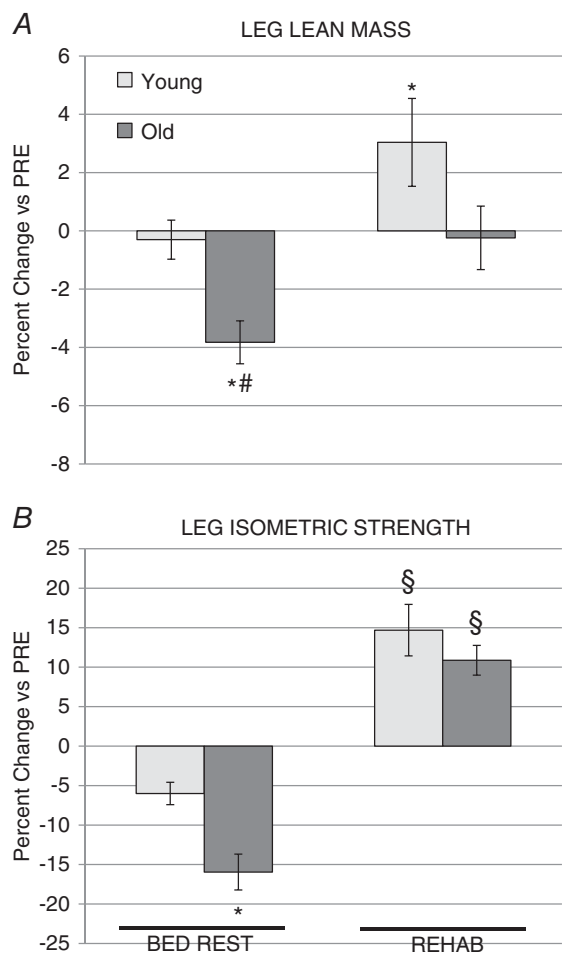 A
LEG LEAN MASS
Percent Change vs PRE
6
4
2
0
-2
-4
-6
-8
Young
Old
*
*#
B
LEG ISOMETRIC STRENGTH
Percent Change vs PRE
25
20
15
10
5
0
-5
-10
-15
-20
-25
§
§
*
BED REST
REHAB